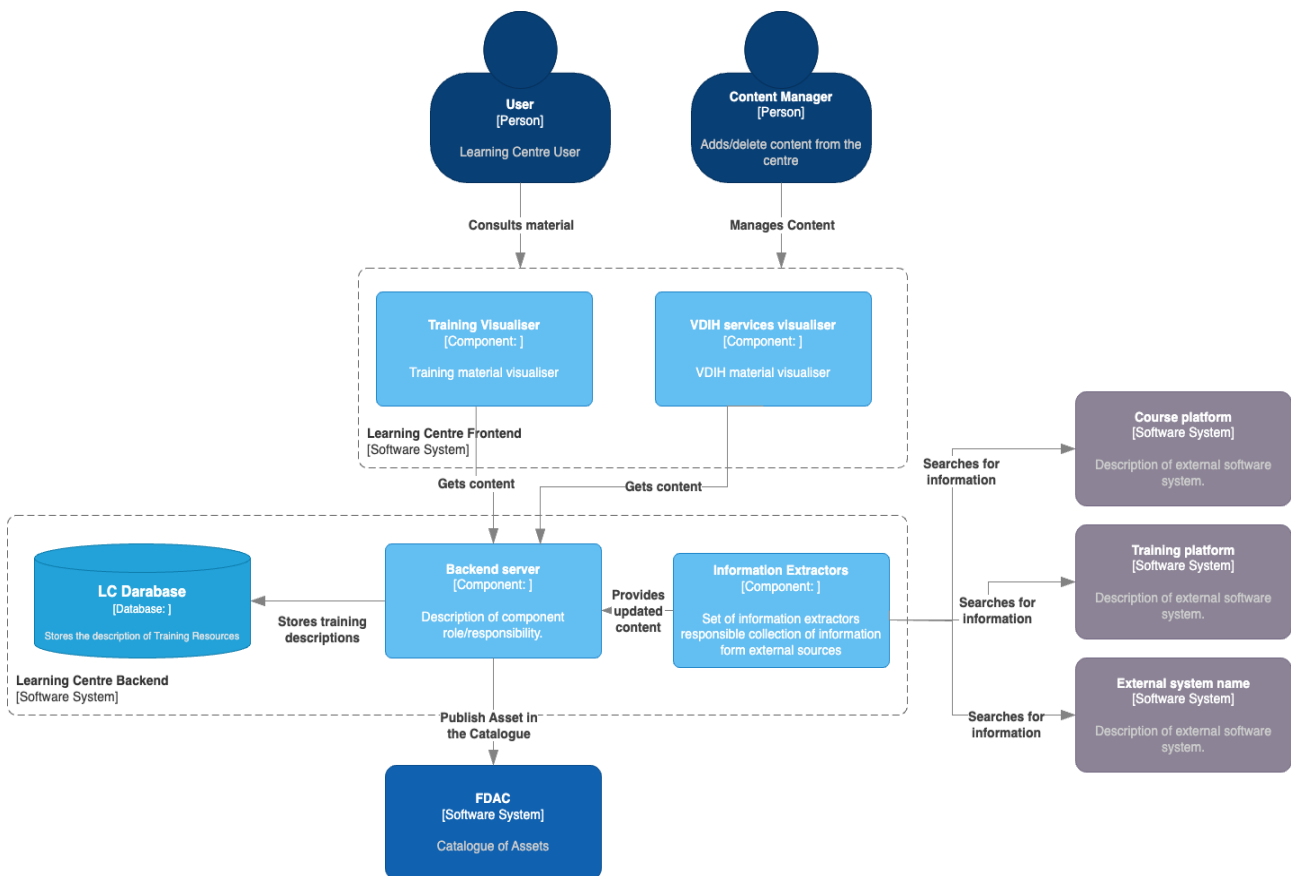 User
[Person]
Learning Centre User
Content Manager
[Person]
Adds/delete content from the
centre
Consults material
Manages Content
Training Visualiser
[Component: ]
Training material visualiser
VDIH services visualiser
[Component: ]
VDIH material visualiser
Learning Centre Frontend
[Software System]
Gets content
Gets content
Course platform
[Software System]
Description of external software
system.
Searches for
information
LC Darabase
[Database: ]
Stores the description of Training Resources
Stores training
descriptions
Backend server
[Component: ]
Description of component
role/responsibility.
Provides
updated
content
Information Extractors
[Component: ]
Set of information extractors
responsible collection of information
form external sources
Searches for
information
Training platform
[Software System]
Description of external software
system.
Learning Centre Backend
[Software System]
Searches for
information
External system name
[Software System]
Description of external software
system.
Publish Asset in
the Catalogue
FDAC
[Software System]
Catalogue of Assets